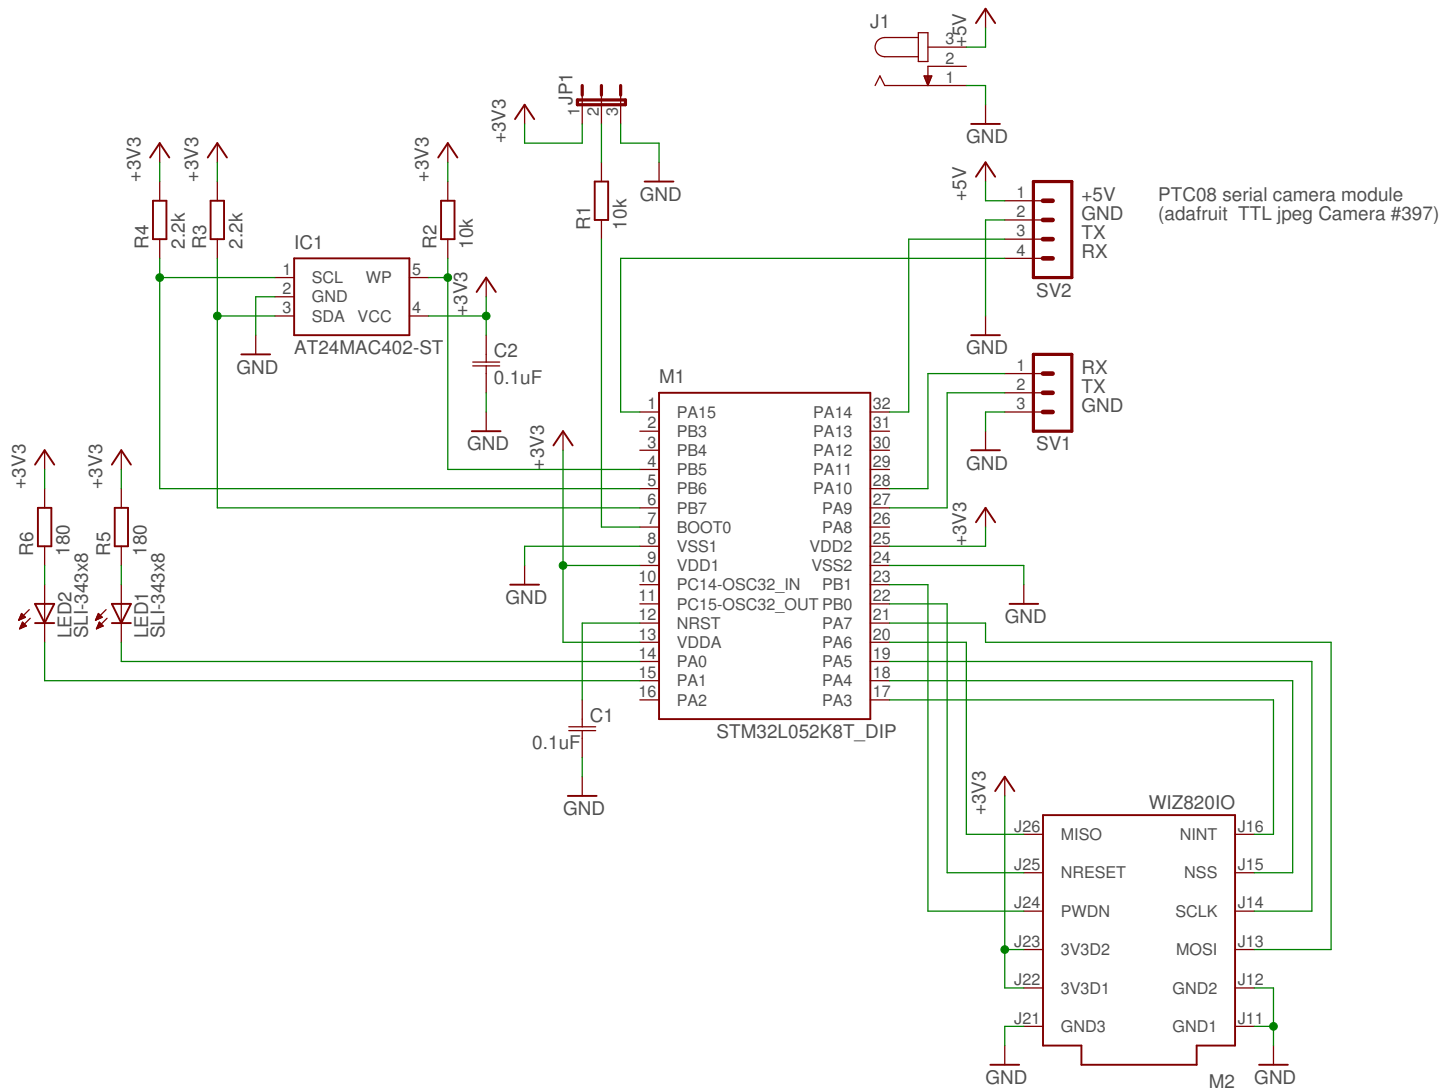 J1
+5V
3
2
1
GND
JP1
1
2
3
+3V3
GND
R1
10k
+3V3
+3V3
+3V3
R4
2.2k
R3
2.2k
R2
10k
IC1
1 SCL WP 5
2 GND
3 SDA VCC 4
AT24MAC402-ST
GND
+3V3
C2
0.1uF
GND
+5V
1 +5V
2 GND
3 TX
4 RX
SV2
GND
PTC08 serial camera module
(adafruit TTL jpeg Camera #397)
1 RX
2 TX
3 GND
SV1
GND
M1
1 PA15 PA14 32
2 PB3 PA13 31
3 PB4 PA12 30
4 PB5 PA11 29
5 PB6 PA10 28
6 PB7 PA9 27
7 BOOT0 PA8 26
8 VSS1 VDD2 25
9 VDD1 VSS2 24
10 PC14-OSC32_IN PB1 23
11 PC15-OSC32_OUT PB0 22
12 NRST PA7 21
13 VDDA PA6 20
14 PA0 PA5 19
15 PA1 PA4 18
16 PA2 PA3 17
STM32L052K8T_DIP
+3V3
GND
+3V3
GND
+3V3
+3V3
R6
180
R5
180
LED2
SLI-343x8
LED1
SLI-343x8
C1
0.1uF
GND
+3V3
WIZ820IO
J26 MISO NINT J16
J25 NRESET NSS J15
J24 PWDN SCLK J14
J23 3V3D2 MOSI J13
J22 3V3D1 GND2 J12
J21 GND3 GND1 J11
GND
M2
GND